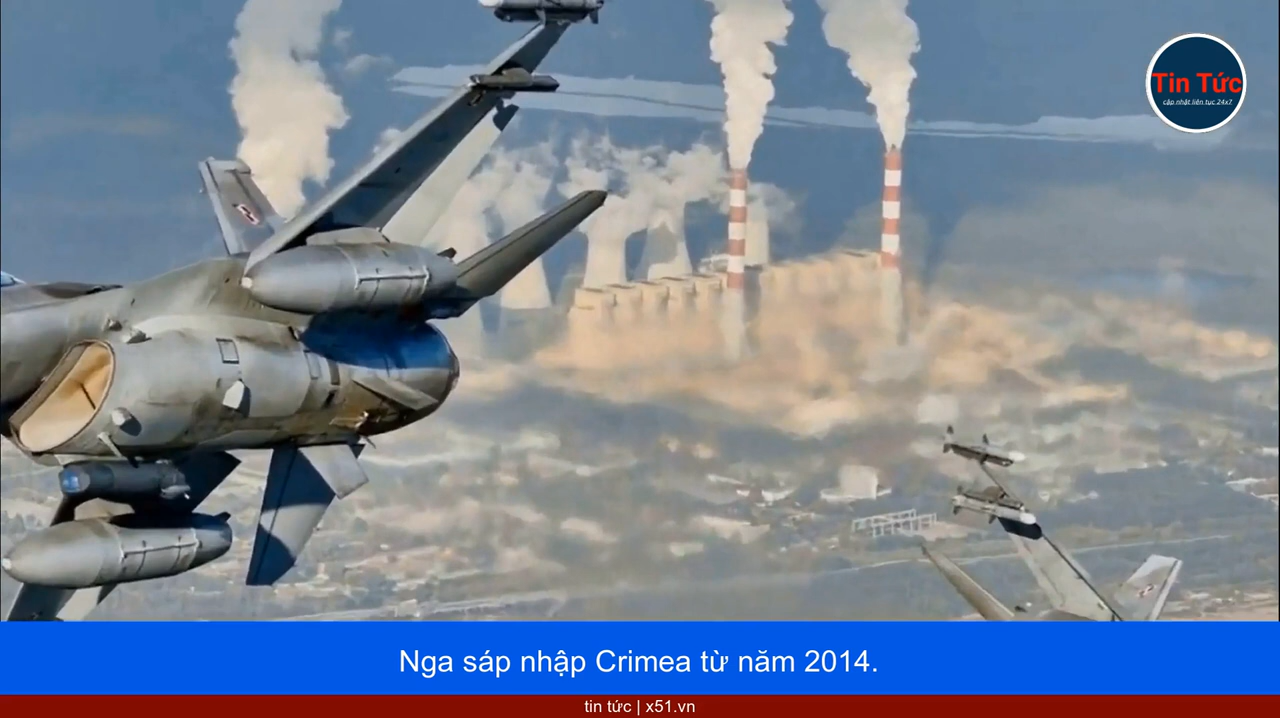 Tin Tức
cập nhật liên tục 24x7
Nga sáp nhập Crimea từ năm 2014.
tin tức | x51.vn